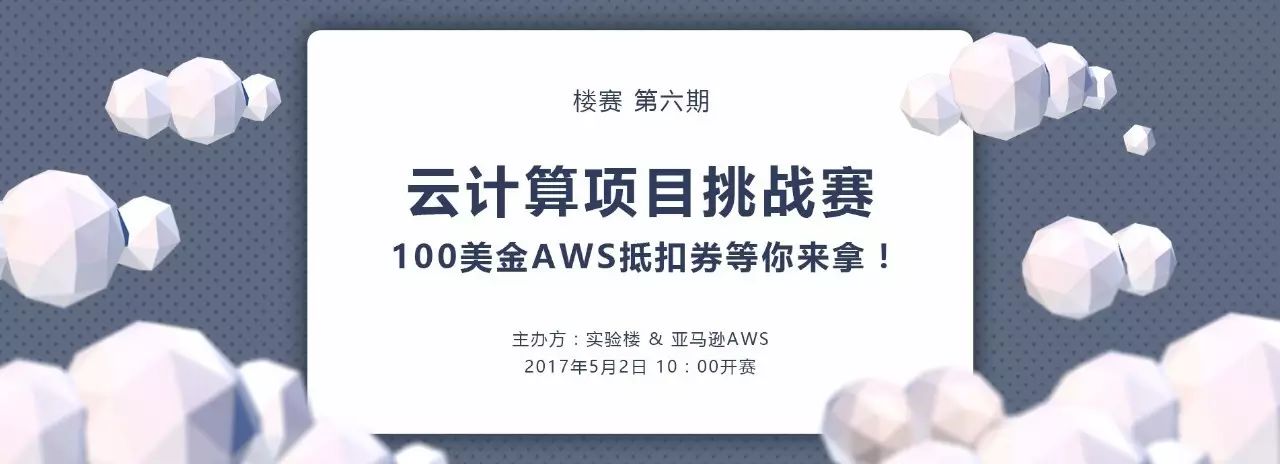 楼赛 第六期
云计算项目挑战赛
100美金AWS抵扣券等你来拿！
主办方：实验楼 & 亚马逊AWS
2017年5月2日 10：00开赛